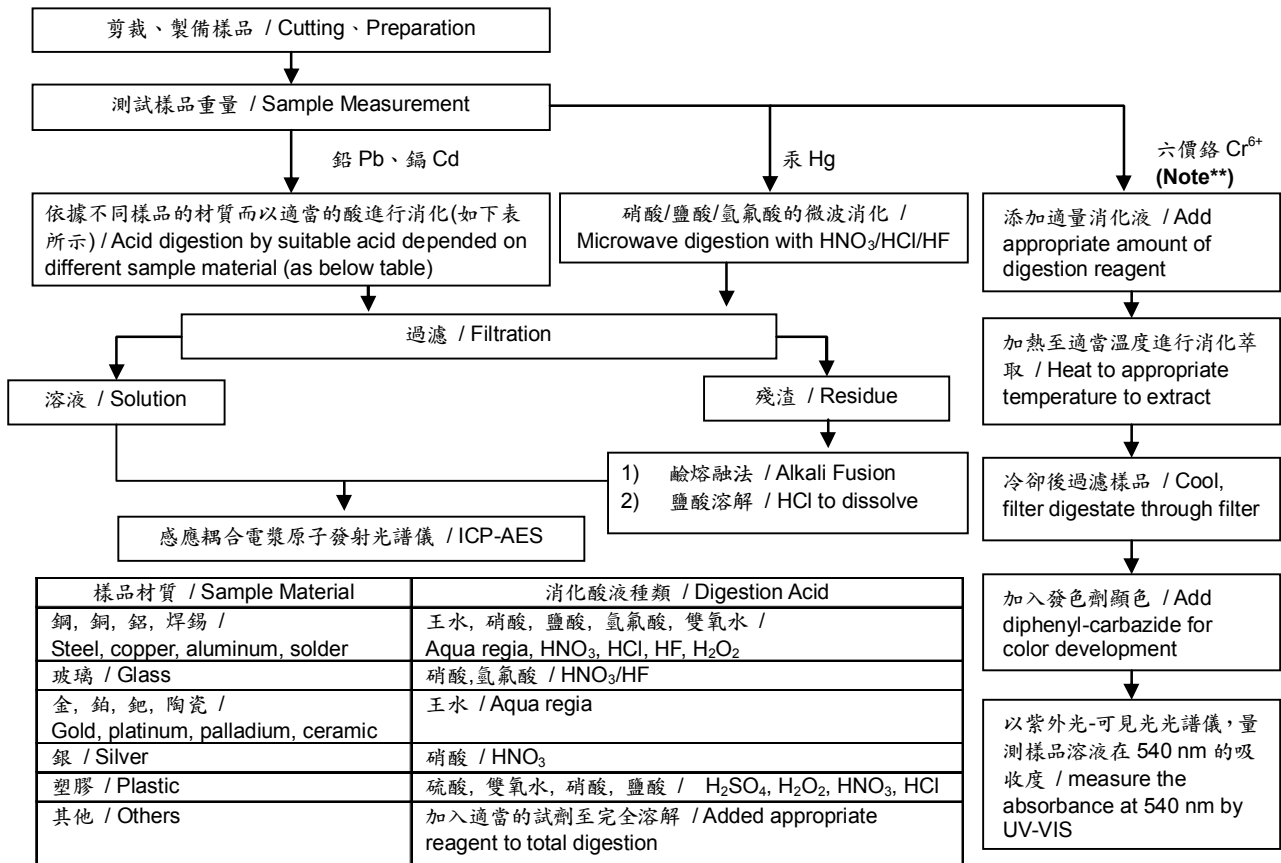 剪裁、製備樣品 / Cutting、Preparation
測試樣品重量 / Sample Measurement
鉛 Pb、鎘 Cd
汞 Hg
六價鉻 Cr⁶⁺
(Note**)
依據不同樣品的材質而以適當的酸進行消化(如下表
所示) / Acid digestion by suitable acid depended on
different sample material (as below table)
硝酸/鹽酸/氫氟酸的微波消化 /
Microwave digestion with HNO₃/HCl/HF
添加適量消化液 / Add
appropriate amount of
digestion reagent
過濾 / Filtration
加熱至適當溫度進行消化萃
取 / Heat to appropriate
temperature to extract
溶液 / Solution
殘渣 / Residue
1) 鹼熔融法 / Alkali Fusion
2) 鹽酸溶解 / HCl to dissolve
冷卻後過濾樣品 / Cool,
filter digestate through filter
感應耦合電漿原子發射光譜儀 / ICP-AES
加入發色劑顯色 / Add
diphenyl-carbazide for
color development
以紫外光-可見光光譜儀，量
測樣品溶液在 540 nm 的吸
收度 / measure the
absorbance at 540 nm by
UV-VIS
樣品材質 / Sample Material
消化酸液種類 / Digestion Acid
鋼, 銅, 鋁, 焊錫 /
Steel, copper, aluminum, solder
王水, 硝酸, 鹽酸, 氫氟酸, 雙氧水 /
Aqua regia, HNO₃, HCl, HF, H₂O₂
玻璃 / Glass
硝酸,氫氟酸 / HNO₃/HF
金, 鉑, 鈀, 陶瓷 /
Gold, platinum, palladium, ceramic
王水 / Aqua regia
銀 / Silver
硝酸 / HNO₃
塑膠 / Plastic
硫酸, 雙氧水, 硝酸, 鹽酸 / H₂SO₄, H₂O₂, HNO₃, HCl
其他 / Others
加入適當的試劑至完全溶解 / Added appropriate
reagent to total digestion